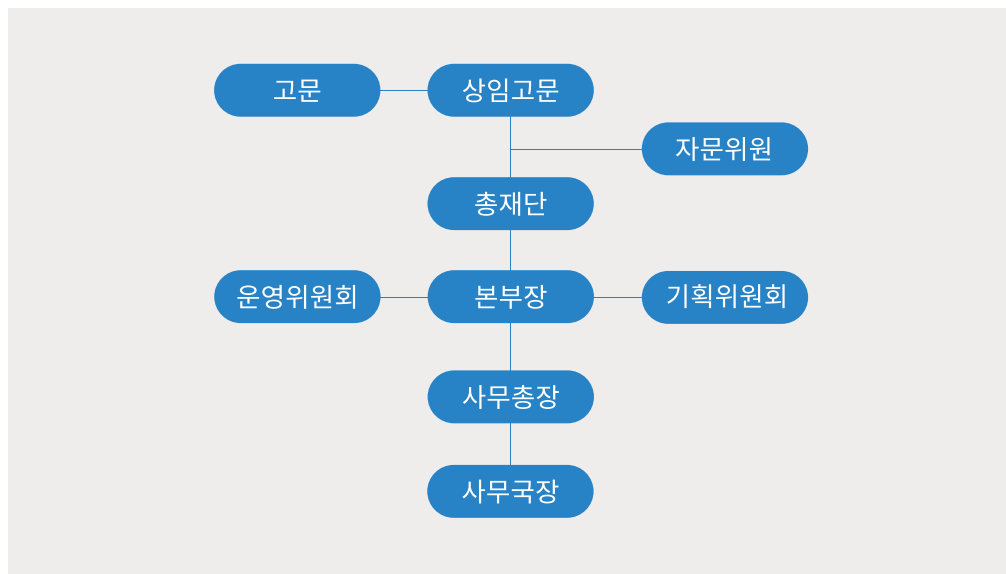 고문
상임고문
자문위원
총재단
운영위원회
본부장
기획위원회
사무총장
사무국장